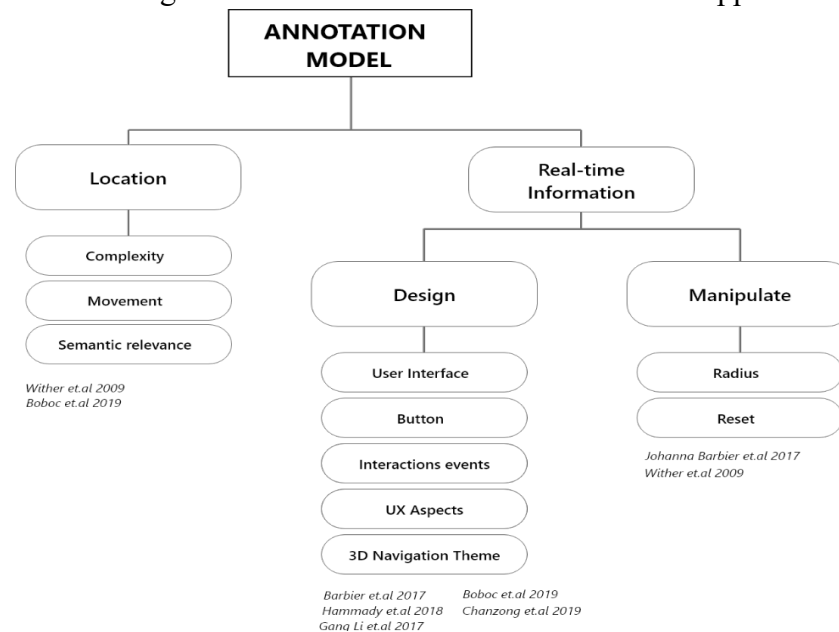 ANNOTATION
MODEL
Location
Real-time
Information
Complexity
Movement
Semantic relevance
Wither et.al 2009
Boboc et.al 2019
Design
User Interface
Button
Interactions events
UX Aspects
3D Navigation Theme
Barbier et.al 2017
Hammady et.al 2018
Gang Li et.al 2017
Boboc et.al 2019
Chanzong et.al 2019
Manipulate
Radius
Reset
Johanna Barbier et.al 2017
Wither et.al 2009